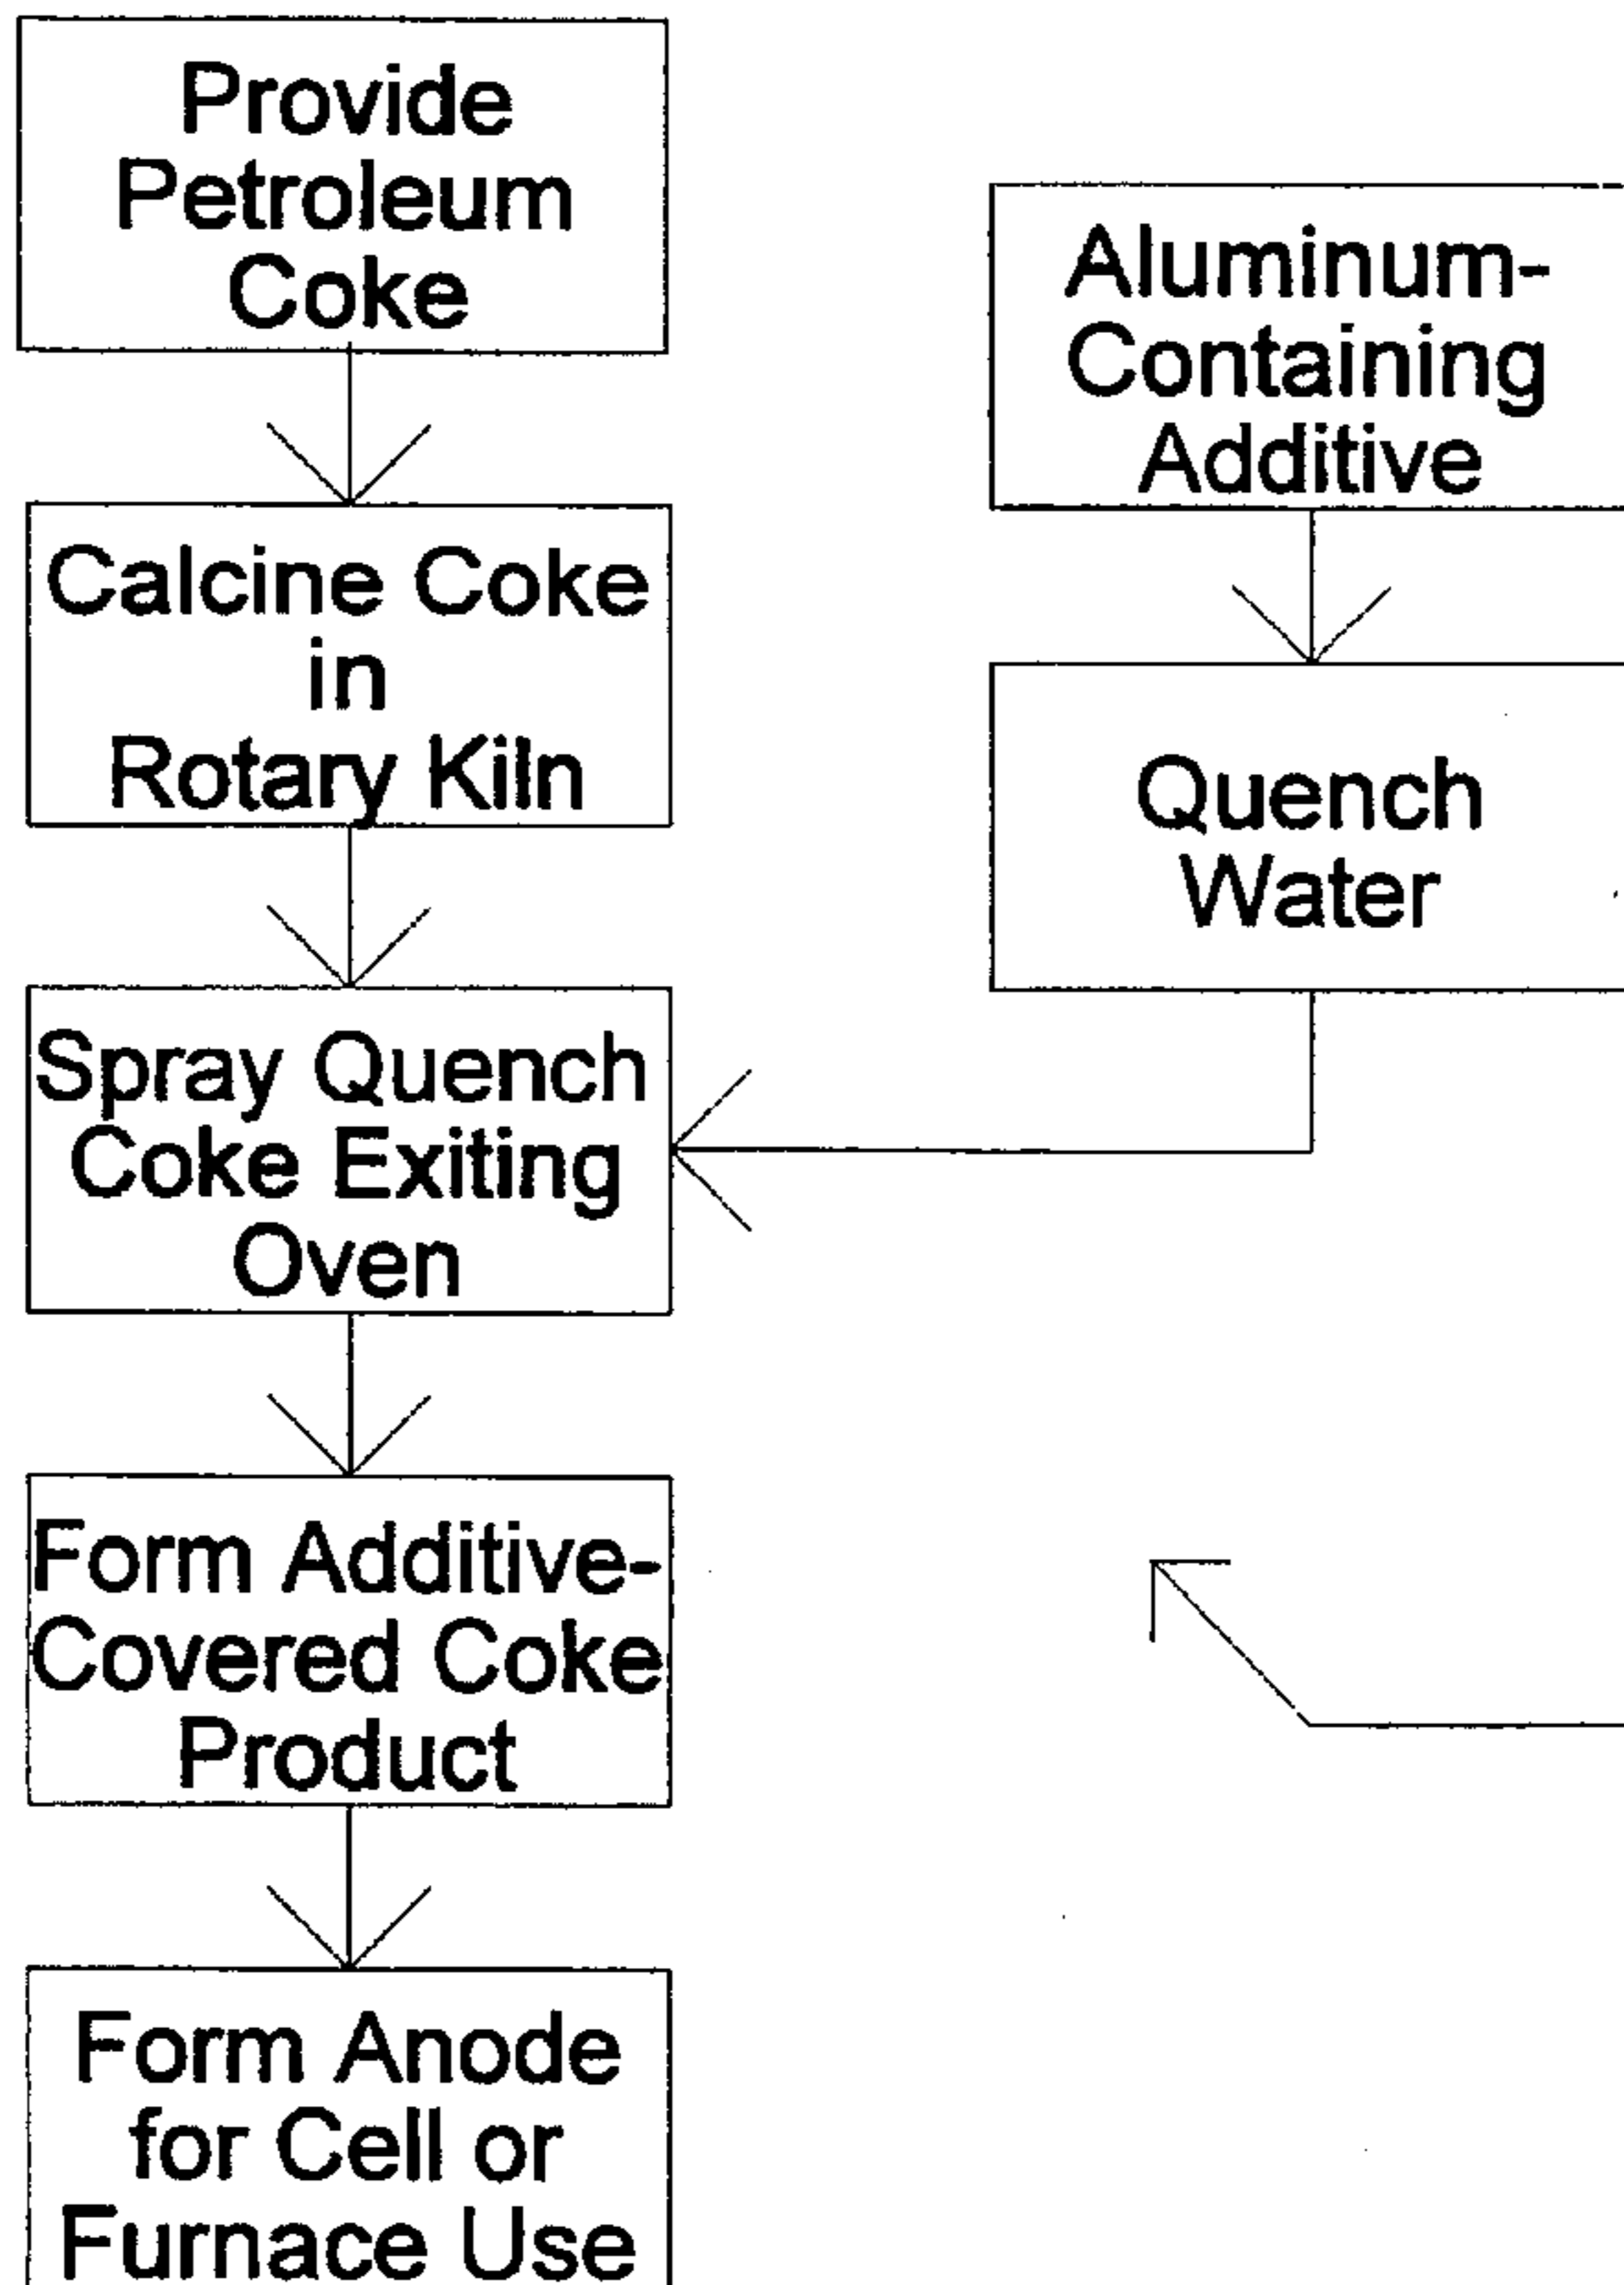 Provide
Petroleum
Coke
Aluminum-
Containing
Additive
Calcine Coke
in
Rotary Kiln
Quench
Water
Spray Quench
Coke Exiting
Oven
Form Additive-
Covered Coke
Product
Form Anode
for Cell or
Furnace Use